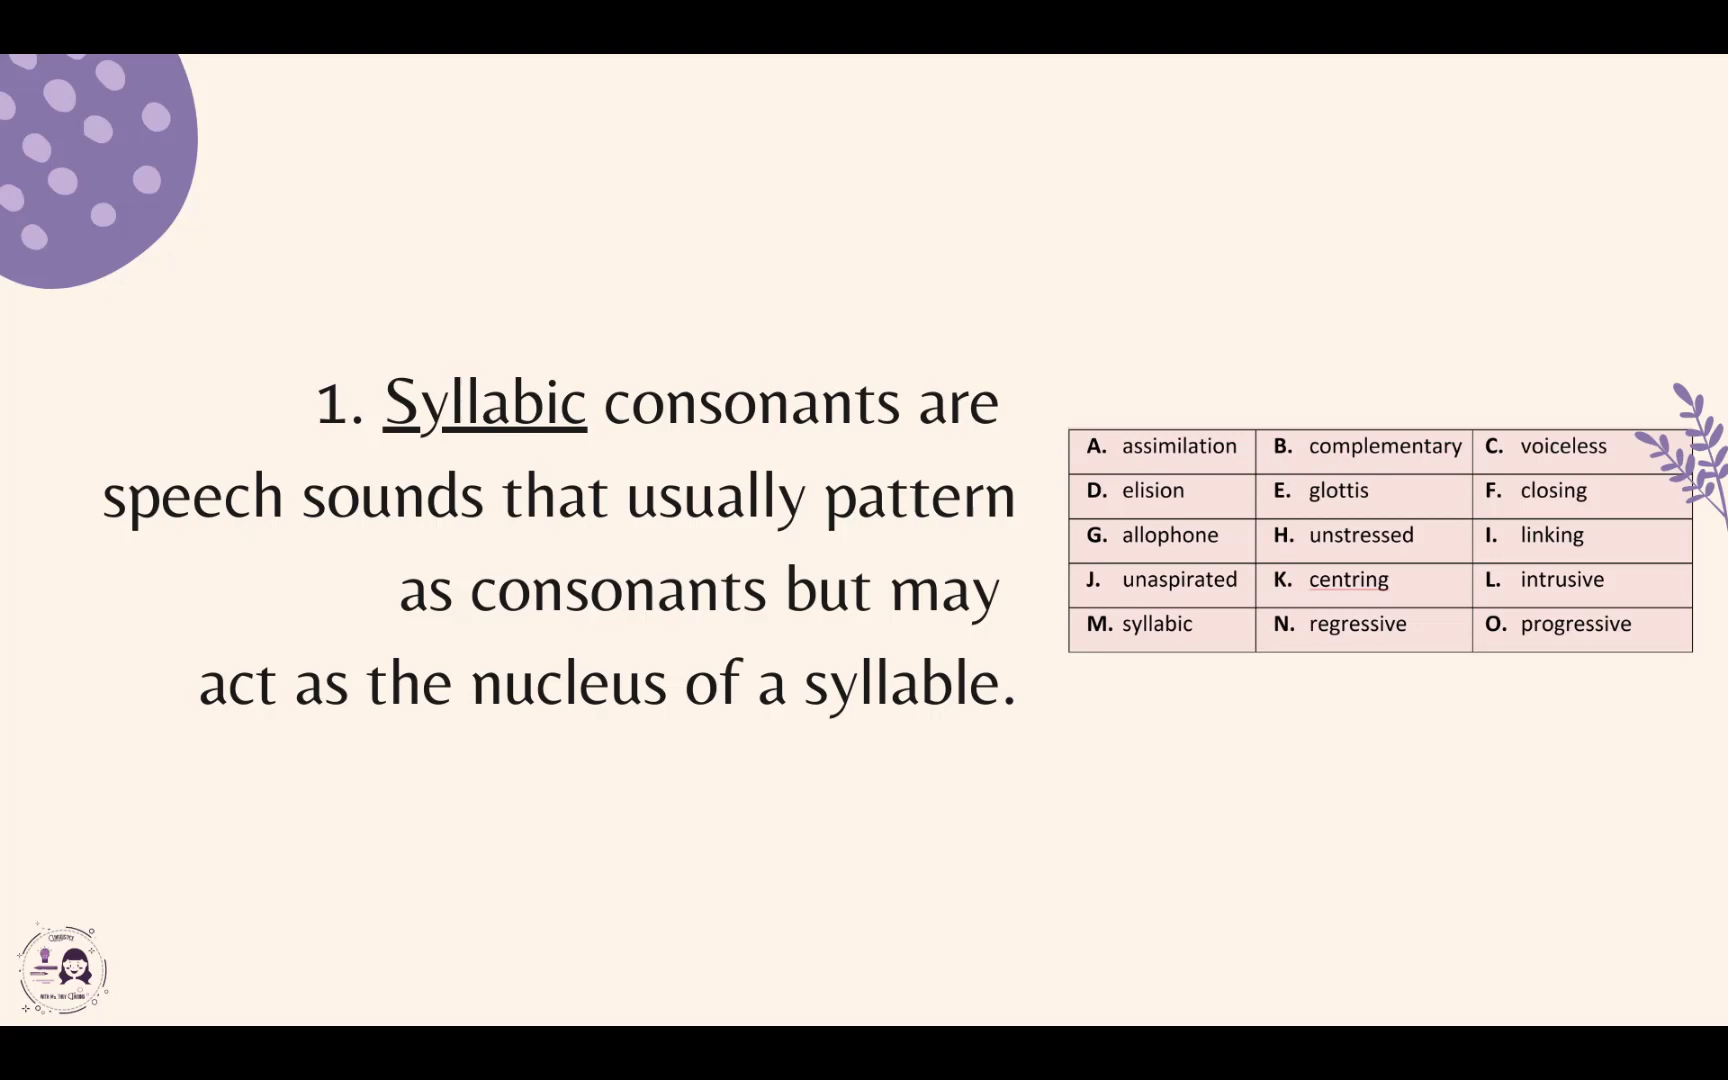 1. Syllabic consonants are
speech sounds that usually pattern
as consonants but may
act as the nucleus of a syllable.
A. assimilation B. complementary C. voiceless
D. elision E. glottis F. closing
G. allophone H. unstressed I. linking
J. unaspirated K. centring L. intrusive
M. syllabic N. regressive O. progressive